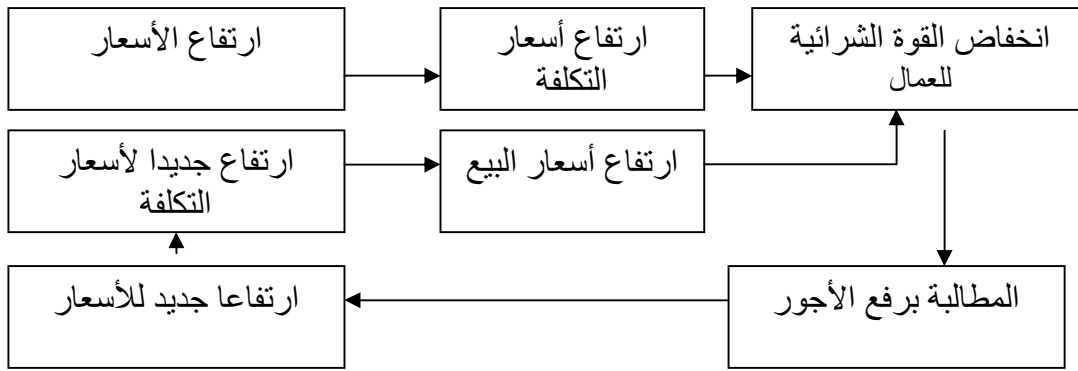 ارتفاع الأسعار
ارتفاع أسعار
التكلفة
انخفاض القوة الشرائية
للعمال
ارتفاع جديدا لأسعار
التكلفة
ارتفاع أسعار البيع
ارتفاعا جديد للأسعار
المطالبة برفع الأجور